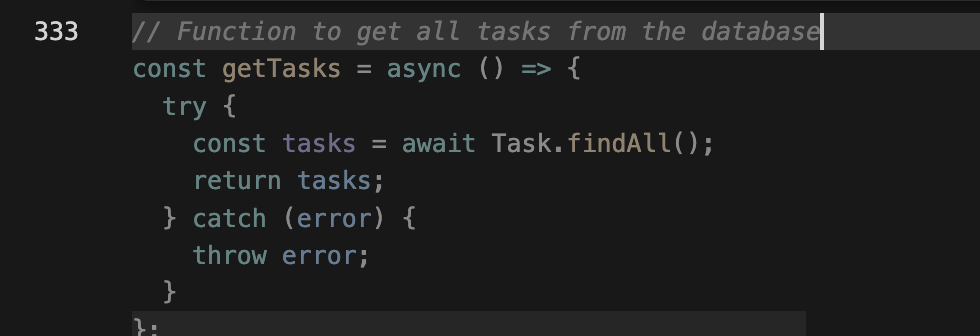 333 // Function to get all tasks from the database
const getTasks = async () => {
  try {
    const tasks = await Task.findAll();
    return tasks;
  } catch (error) {
    throw error;
  }
};